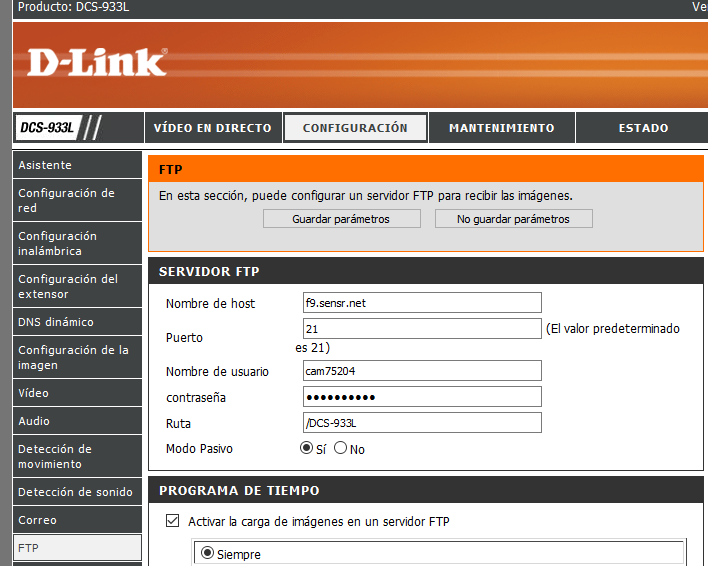 Producto: DCS-933L
Ve
D-Link®
DCS-933L
VÍDEO EN DIRECTO
CONFIGURACIÓN
MANTENIMIENTO
ESTADO
Asistente
Configuración de
red
Configuración
inalámbrica
Configuración del
extensor
DNS dinámico
Configuración de la
imagen
Vídeo
Audio
Detección de
movimiento
Detección de sonido
Correo
FTP
FTP
En esta sección, puede configurar un servidor FTP para recibir las imágenes.
Guardar parámetros
No guardar parámetros
SERVIDOR FTP
Nombre de host
f9.sensr.net
Puerto
21
(El valor predeterminado
es 21)
Nombre de usuario
cam75204
contraseña
••••••••••
Ruta
/DCS-933L
Modo Pasivo
Sí
No
PROGRAMA DE TIEMPO
Activar la carga de imágenes en un servidor FTP
Siempre